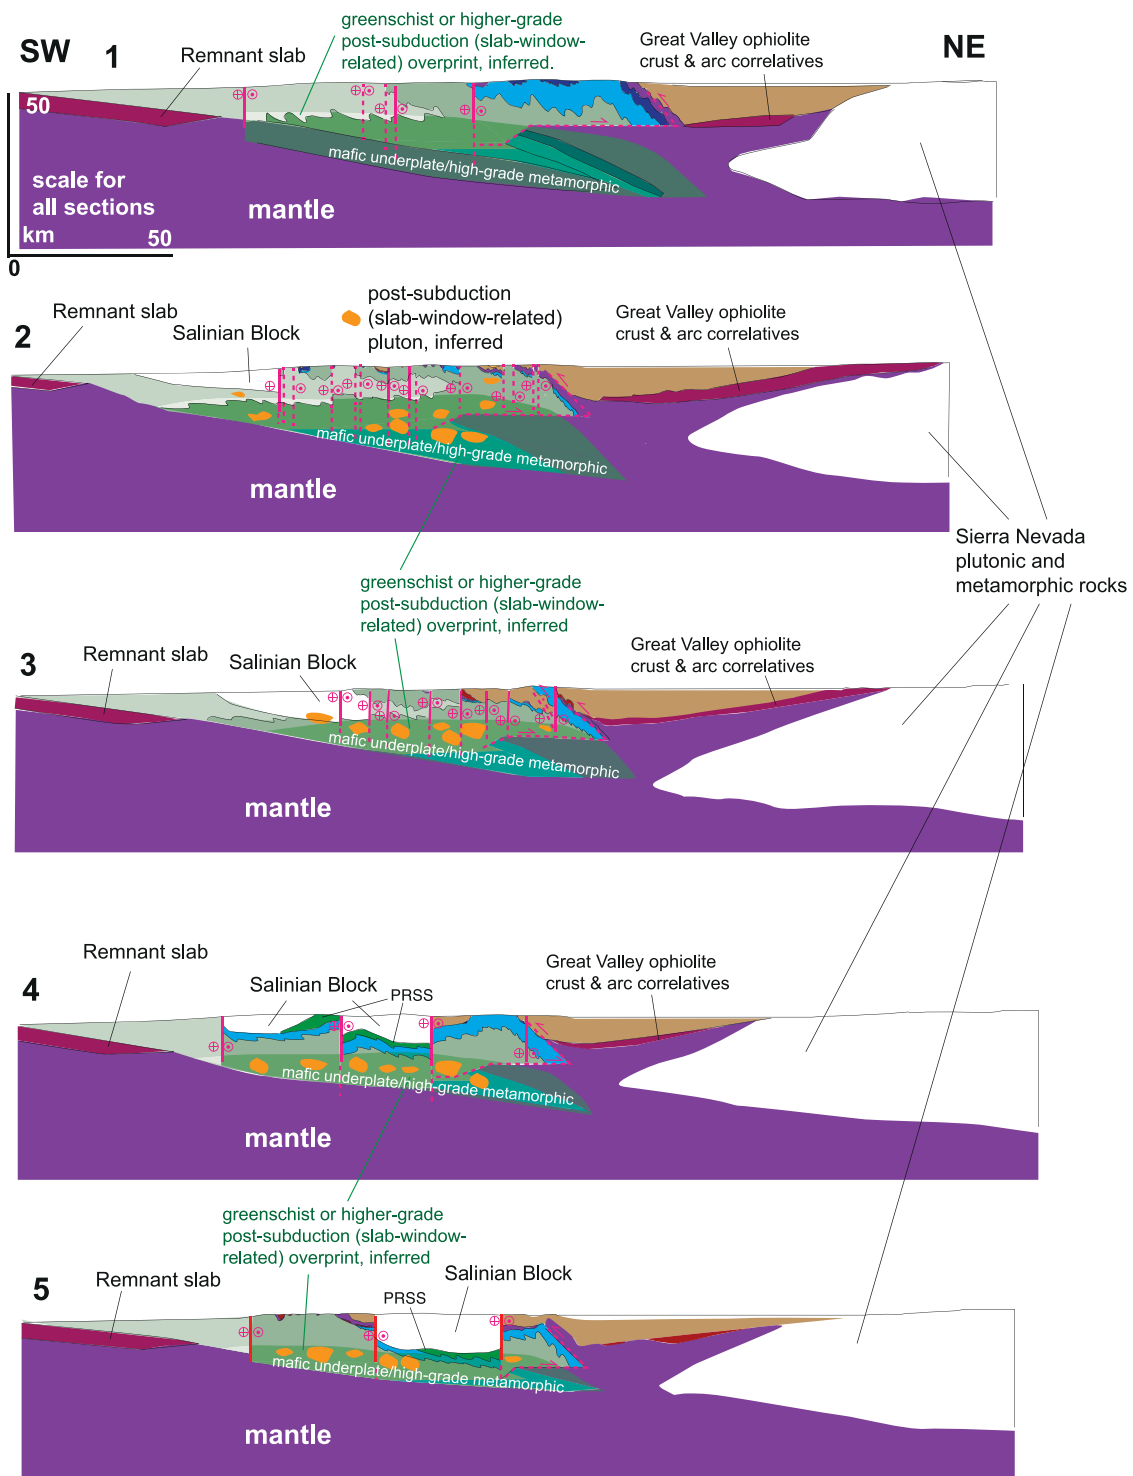 SW
1
Remnant slab
greenschist or higher-grade
post-subduction (slab-window-
related) overprint, inferred.
Great Valley ophiolite
crust & arc correlatives
NE
50
scale for
all sections
km
50
0
mantle
mafic underplate/high-grade metamorphic
2
Remnant slab
Salinian Block
post-subduction
(slab-window-related)
pluton, inferred
Great Valley ophiolite
crust & arc correlatives
mafic underplate/high-grade metamorphic
mantle
Sierra Nevada
plutonic and
metamorphic rocks
greenschist or higher-grade
post-subduction (slab-window-
related) overprint, inferred
3
Remnant slab
Salinian Block
Great Valley ophiolite
crust & arc correlatives
mafic underplate/high-grade metamorphic
mantle
4
Remnant slab
Salinian Block
PRSS
Great Valley ophiolite
crust & arc correlatives
mafic underplate/high-grade metamorphic
mantle
greenschist or higher-grade
post-subduction (slab-window-
related) overprint, inferred
5
Remnant slab
PRSS
Salinian Block
mafic underplate/high-grade metamorphic
mantle